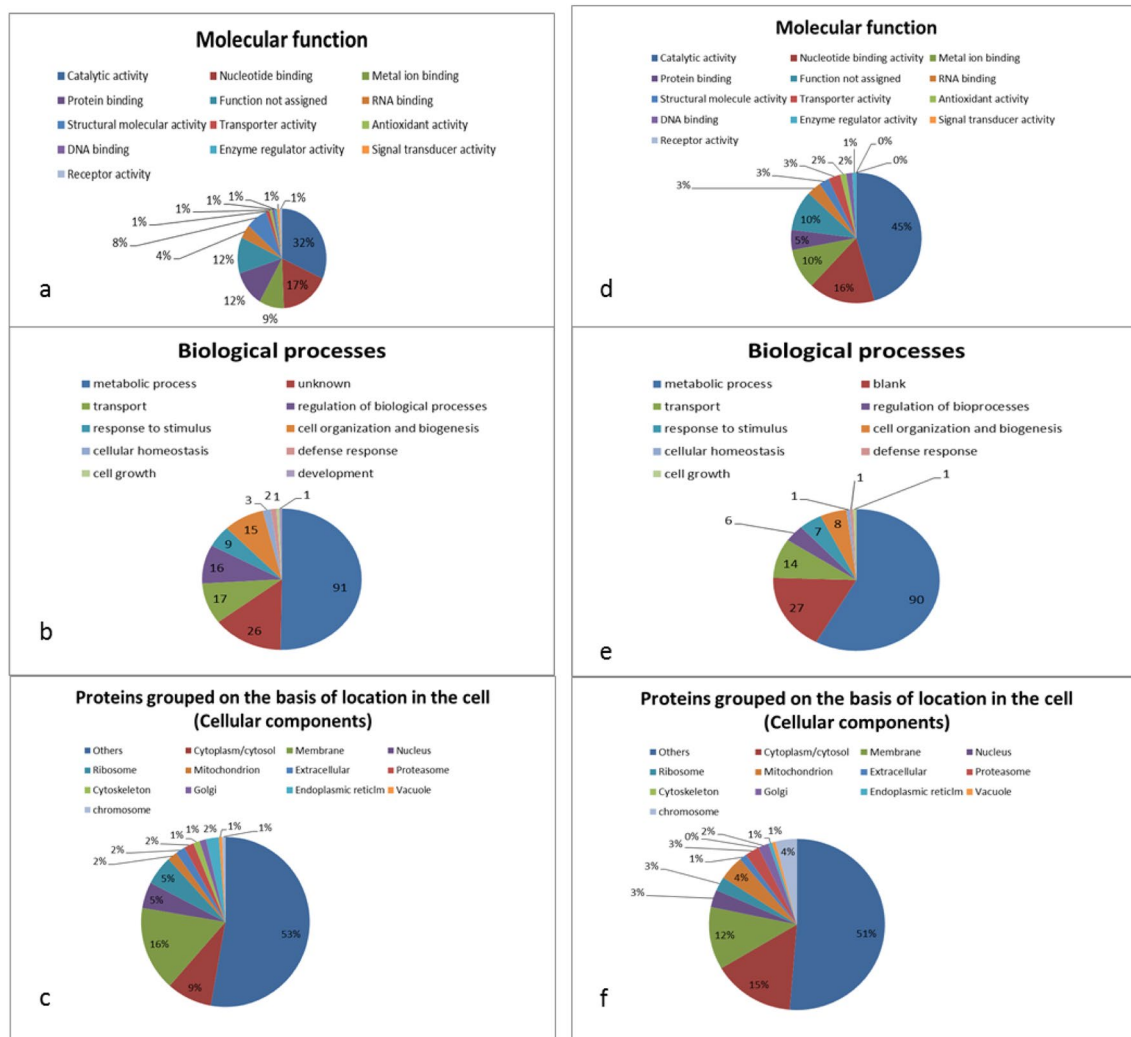 Molecular function
Catalytic activity Nucleotide binding Metal ion binding
Protein binding Function not assigned RNA binding
Structural molecular activity Transporter activity Antioxidant activity
DNA binding Enzyme regulator activity Signal transducer activity
Receptor activity
1% 1% 1%
1% 1%
1%
8%
4%
12%
12%
9%
17%
32%
a
Biological processes
metabolic process unknown
transport regulation of biological processes
response to stimulus cell organization and biogenesis
cellular homeostasis defense response
cell growth development
3 2 1 1
15
9
16
17
26
91
b
Proteins grouped on the basis of location in the cell
(Cellular components)
Others Cytoplasm/cytosol Membrane Nucleus
Ribosome Mitochondrion Extracellular Proteasome
Cytoskeleton Golgi Endoplasmic reticlm Vacuole
chromosome
1% 2% 1% 1%
2%
2%
2%
5%
5%
16%
9%
53%
c
Molecular function
Catalytic activity Nucleotide binding activity Metal ion binding
Protein binding Function not assigned RNA binding
Structural molecule activity Transporter activity Antioxidant activity
DNA binding Enzyme regulator activity Signal transducer activity
Receptor activity
1% 0%
3% 2% 2% 0%
3%
3%
10%
5%
10%
16%
45%
d
Biological processes
metabolic process blank
transport regulation of bioprocesses
response to stimulus cell organization and biogenesis
cellular homeostasis defense response
cell growth
1 1 1
6
7
8
14
27
90
e
Proteins grouped on the basis of location in the cell
(Cellular components)
Others Cytoplasm/cytosol Membrane Nucleus
Ribosome Mitochondrion Extracellular Proteasome
Cytoskeleton Golgi Endoplasmic reticlm Vacuole
chromosome
2% 1% 1%
0%
3%
1%
3%
3%
4%
4%
12%
15%
51%
f